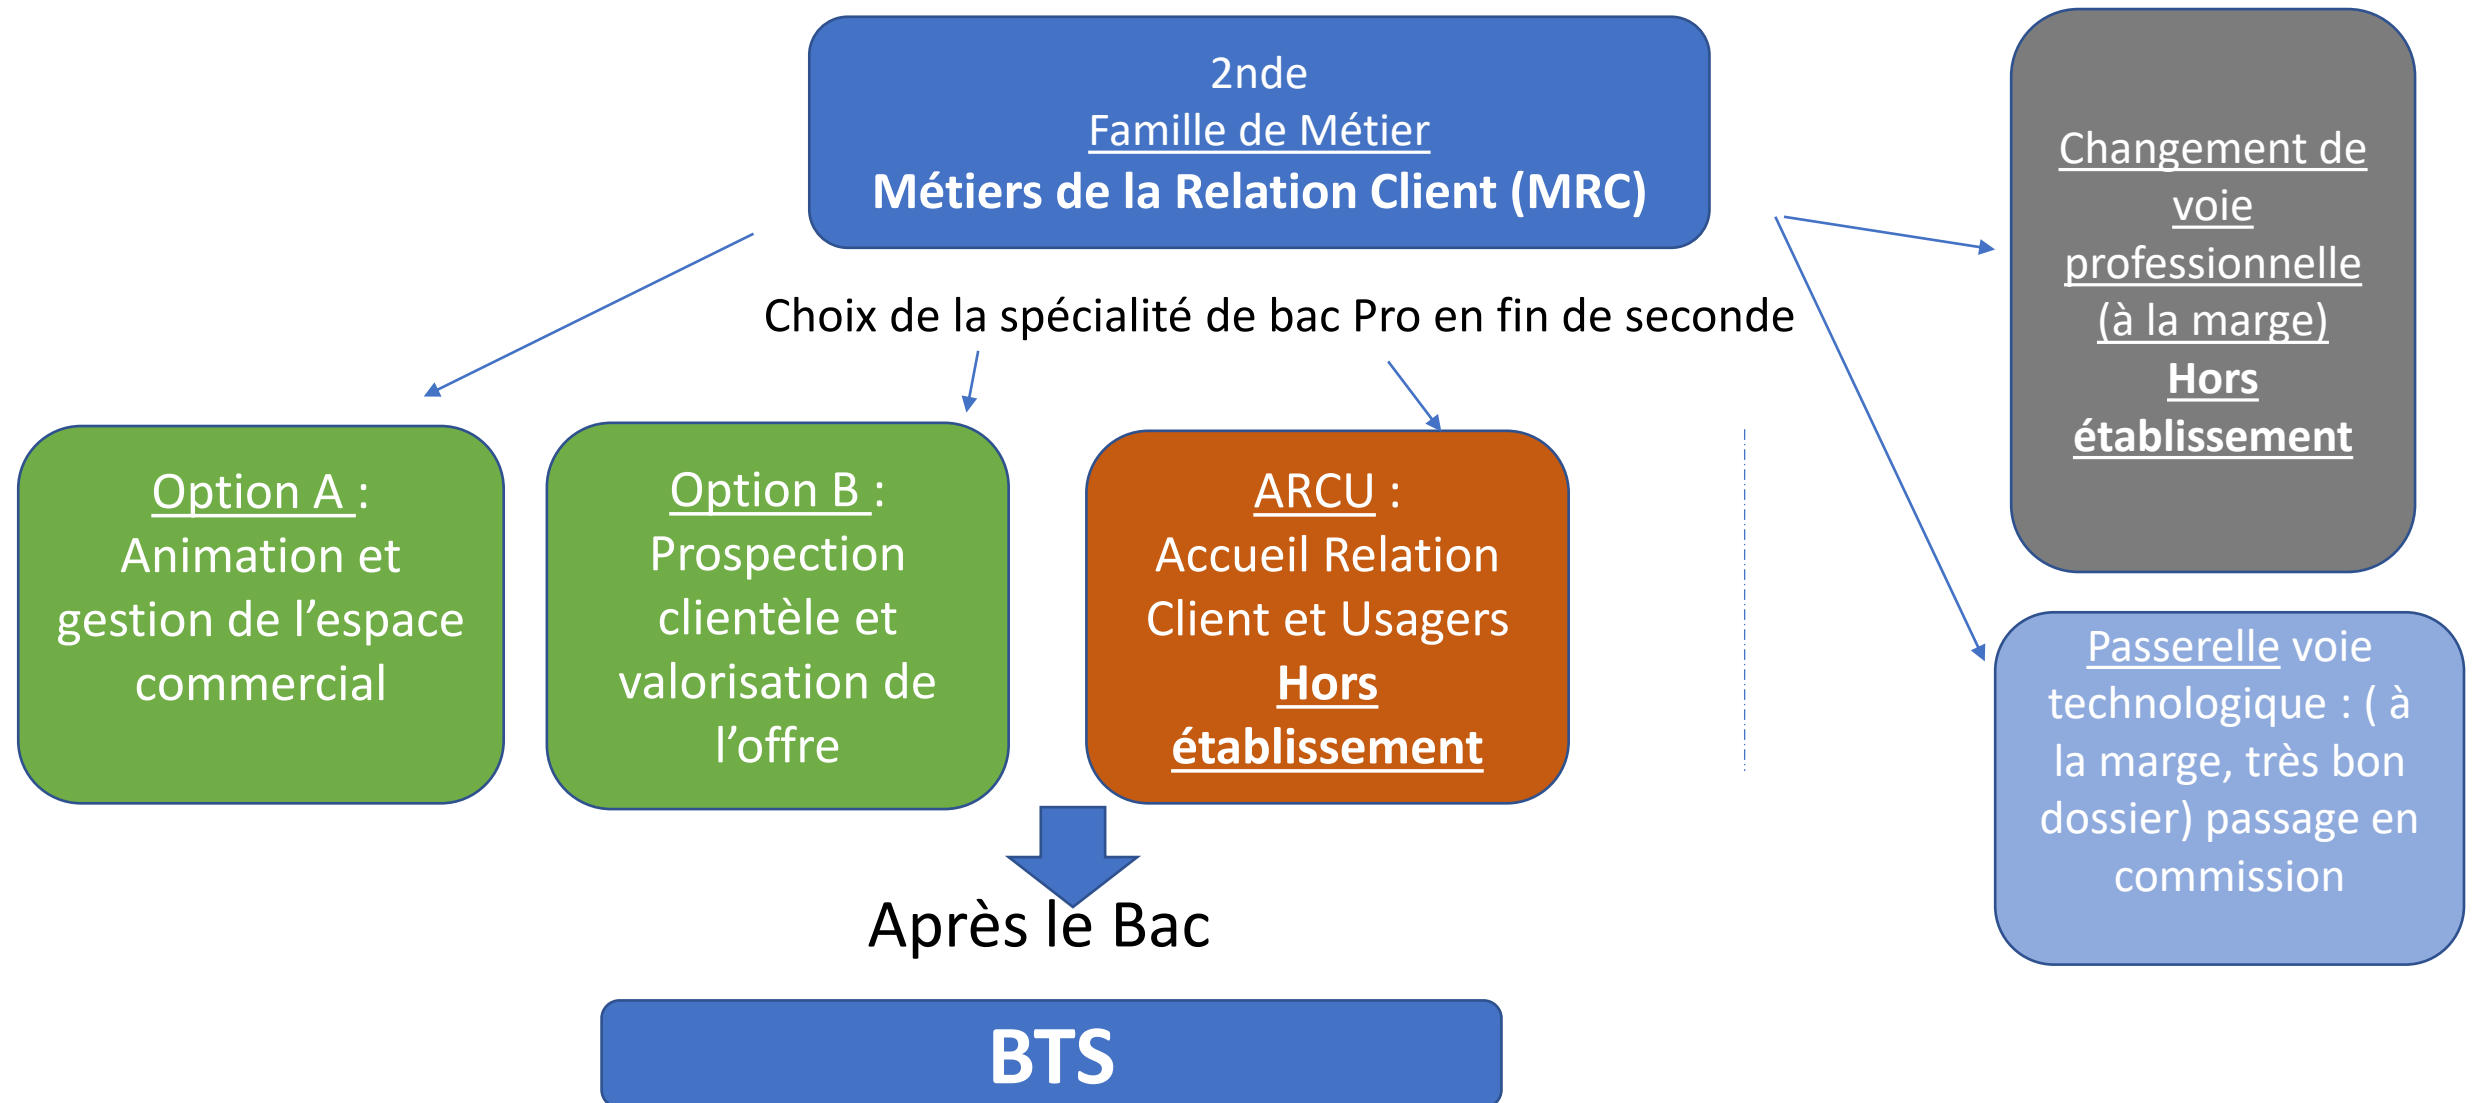 2nde
Famille de Métier
Métiers de la Relation Client (MRC)
Choix de la spécialité de bac Pro en fin de seconde
Option A :
Animation et
gestion de l’espace
commercial
Option B :
Prospection
clientèle et
valorisation de
l’offre
ARCU :
Accueil Relation
Client et Usagers
Hors
établissement
Changement de
voie
professionnelle
(à la marge)
Hors
établissement
Passerelle voie
technologique : ( à
la marge, très bon
dossier) passage en
commission
Après le Bac
BTS